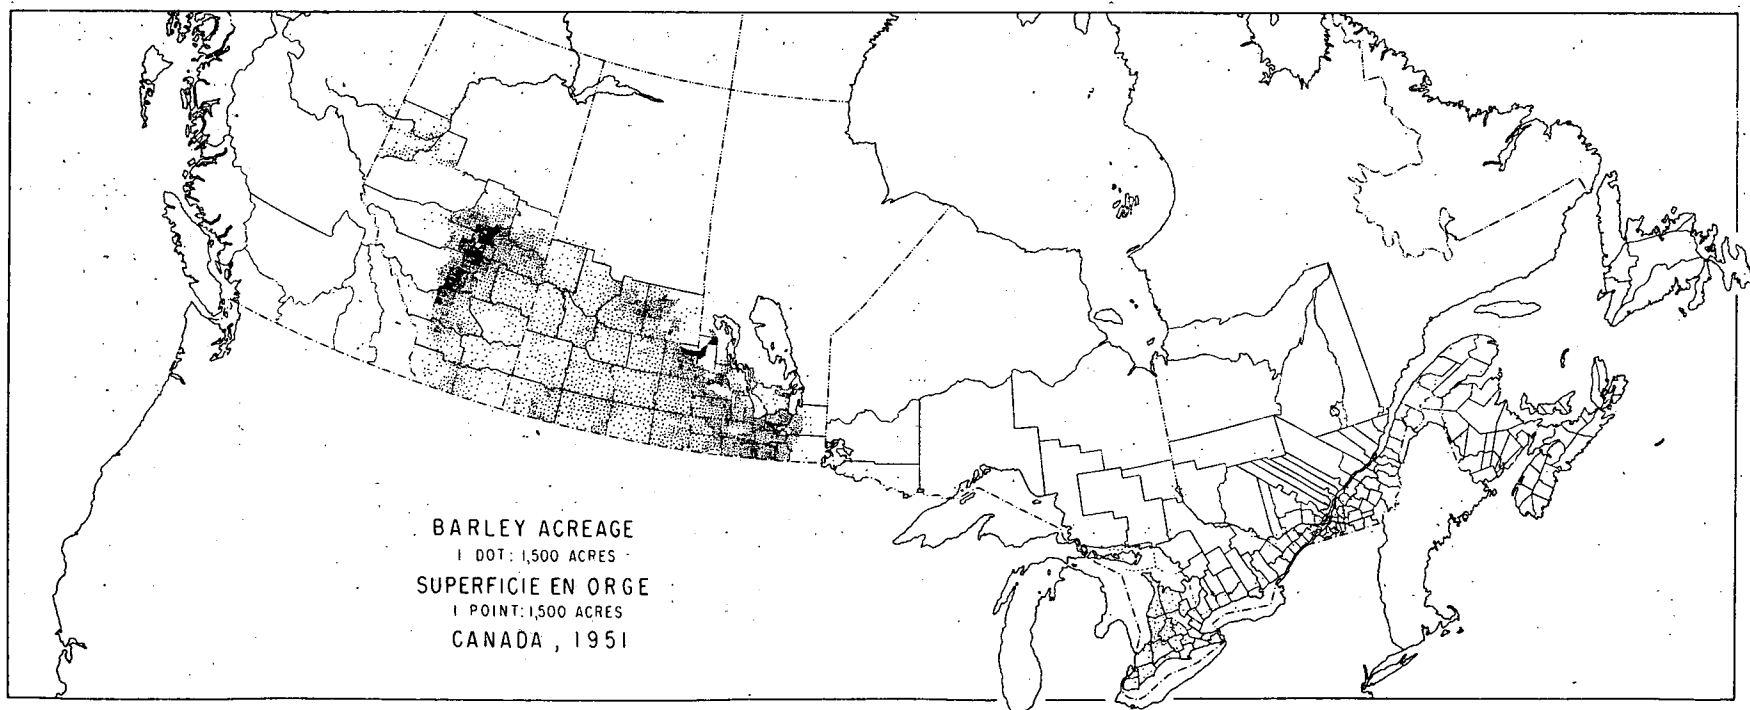 BARLEY ACREAGE
1 DOT: 1,500 ACRES
SUPERFICIE EN ORGE
1 POINT: 1,500 ACRES
CANADA, 1951